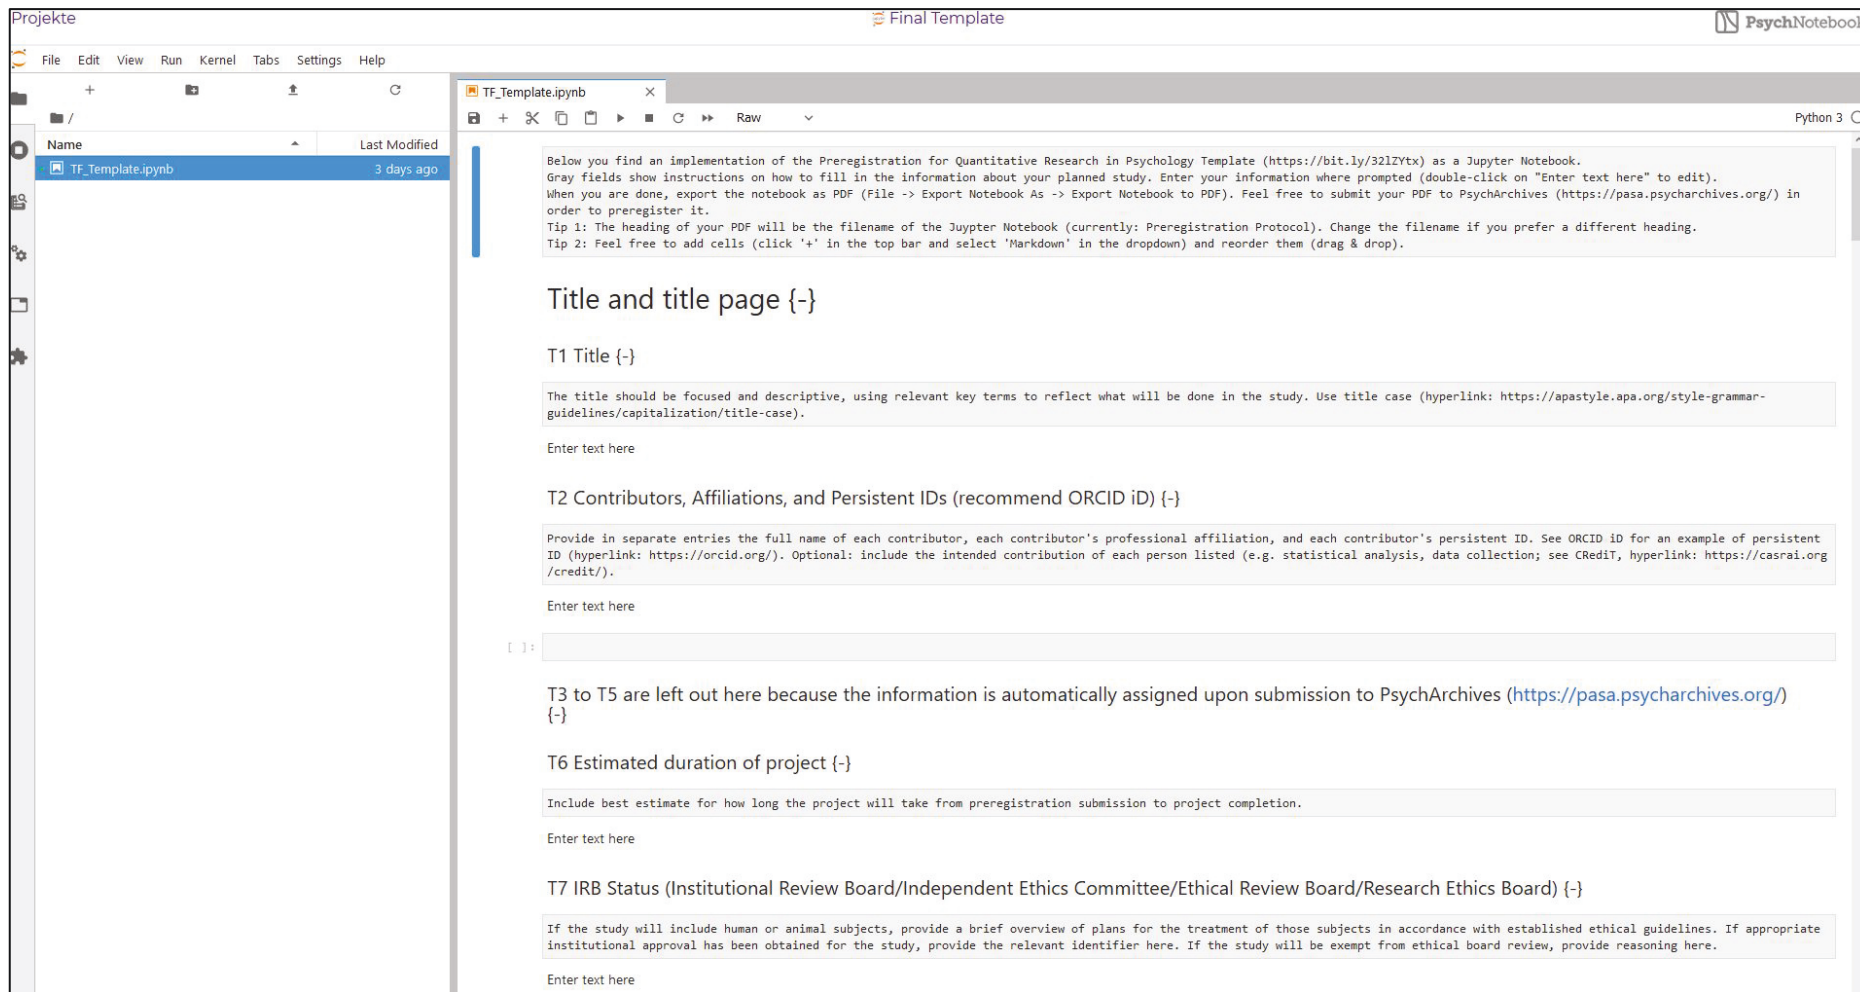 Projekte
Final Template
PsychNotebook
File Edit View Run Kernel Tabs Settings Help
TF_Template.ipynb
/
Raw
Python 3
Name Last Modified
TF_Template.ipynb 3 days ago
Below you find an implementation of the Preregistration for Quantitative Research in Psychology Template (https://bit.ly/32lZYtx) as a Jupyter Notebook.
Gray fields show instructions on how to fill in the information about your planned study. Enter your information where prompted (double-click on "Enter text here" to edit).
When you are done, export the notebook as PDF (File -> Export Notebook As -> Export Notebook to PDF). Feel free to submit your PDF to PsychArchives (https://pasa.psycharchives.org/) in
order to preregister it.
Tip 1: The heading of your PDF will be the filename of the Juypter Notebook (currently: Preregistration Protocol). Change the filename if you prefer a different heading.
Tip 2: Feel free to add cells (click '+' in the top bar and select 'Markdown' in the dropdown) and reorder them (drag & drop).
Title and title page {-}
T1 Title {-}
The title should be focused and descriptive, using relevant key terms to reflect what will be done in the study. Use title case (hyperlink: https://apastyle.apa.org/style-grammar-
guidelines/capitalization/title-case).
Enter text here
T2 Contributors, Affiliations, and Persistent IDs (recommend ORCID iD) {-}
Provide in separate entries the full name of each contributor, each contributor's professional affiliation, and each contributor's persistent ID. See ORCID iD for an example of persistent
ID (hyperlink: https://orcid.org/). Optional: include the intended contribution of each person listed (e.g. statistical analysis, data collection; see CRediT, hyperlink: https://casrai.org
/credit/).
Enter text here
[ ]:
T3 to T5 are left out here because the information is automatically assigned upon submission to PsychArchives (https://pasa.psycharchives.org/)
{-}
T6 Estimated duration of project {-}
Include best estimate for how long the project will take from preregistration submission to project completion.
Enter text here
T7 IRB Status (Institutional Review Board/Independent Ethics Committee/Ethical Review Board/Research Ethics Board) {-}
If the study will include human or animal subjects, provide a brief overview of plans for the treatment of those subjects in accordance with established ethical guidelines. If appropriate
institutional approval has been obtained for the study, provide the relevant identifier here. If the study will be exempt from ethical board review, provide reasoning here.
Enter text here